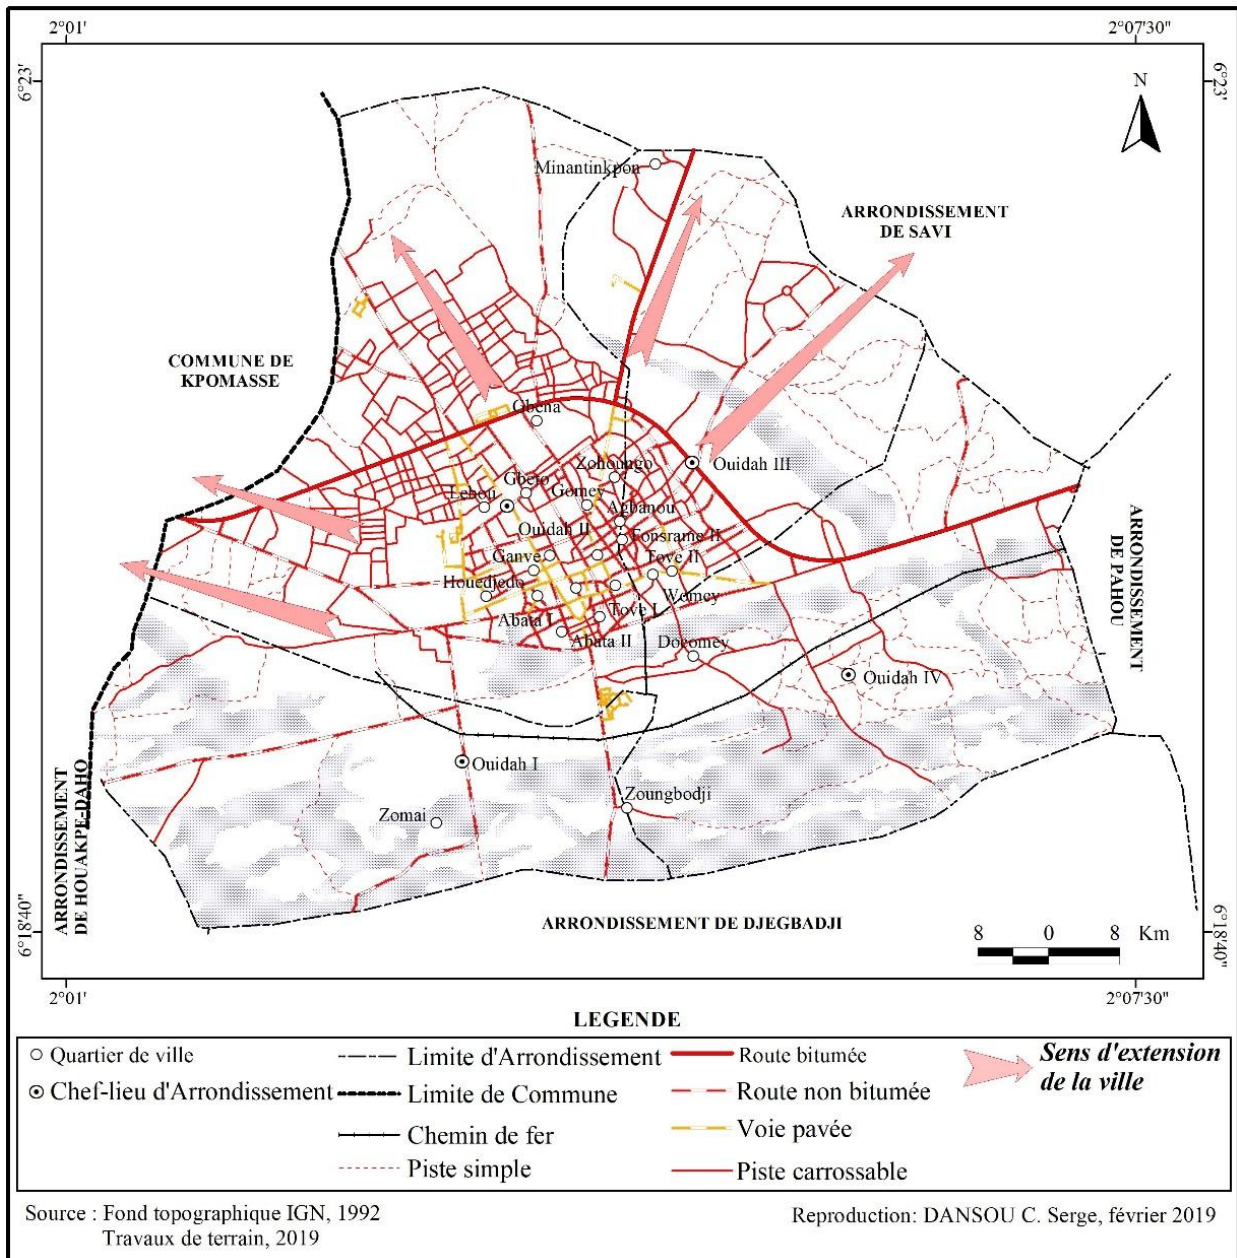 2°01'
2°07'30"
6°23'
6°23'
N
Minantinkpon
ARRONDISSEMENT
DE SAVI
COMMUNE DE
KPOMASSE
Gbena
Zohoungo
Ouidah III
Gbeto
Lebou
Gomey
Agbanou
Ouidah II
Fonsrame II
Ganve
Tove II
Houedjedo
Womey
Tove I
Abata I
Abata II
Docomey
ARRONDISSEMENT
DE PAHOU
Ouidah IV
Ouidah I
Zoungbodji
Zomai
ARRONDISSEMENT
DE HOUAKPE-DAHO
ARRONDISSEMENT DE DJEGBADJI
8 0 8 Km
6°18'40"
6°18'40"
2°01'
2°07'30"
LEGENDE
Quartier de ville
Chef-lieu d'Arrondissement
Limite d'Arrondissement
Limite de Commune
Chemin de fer
Piste simple
Route bitumée
Route non bitumée
Voie pavée
Piste carrossable
Sens d'extension
de la ville
Source : Fond topographique IGN, 1992
Travaux de terrain, 2019
Reproduction: DANSOU C. Serge, février 2019